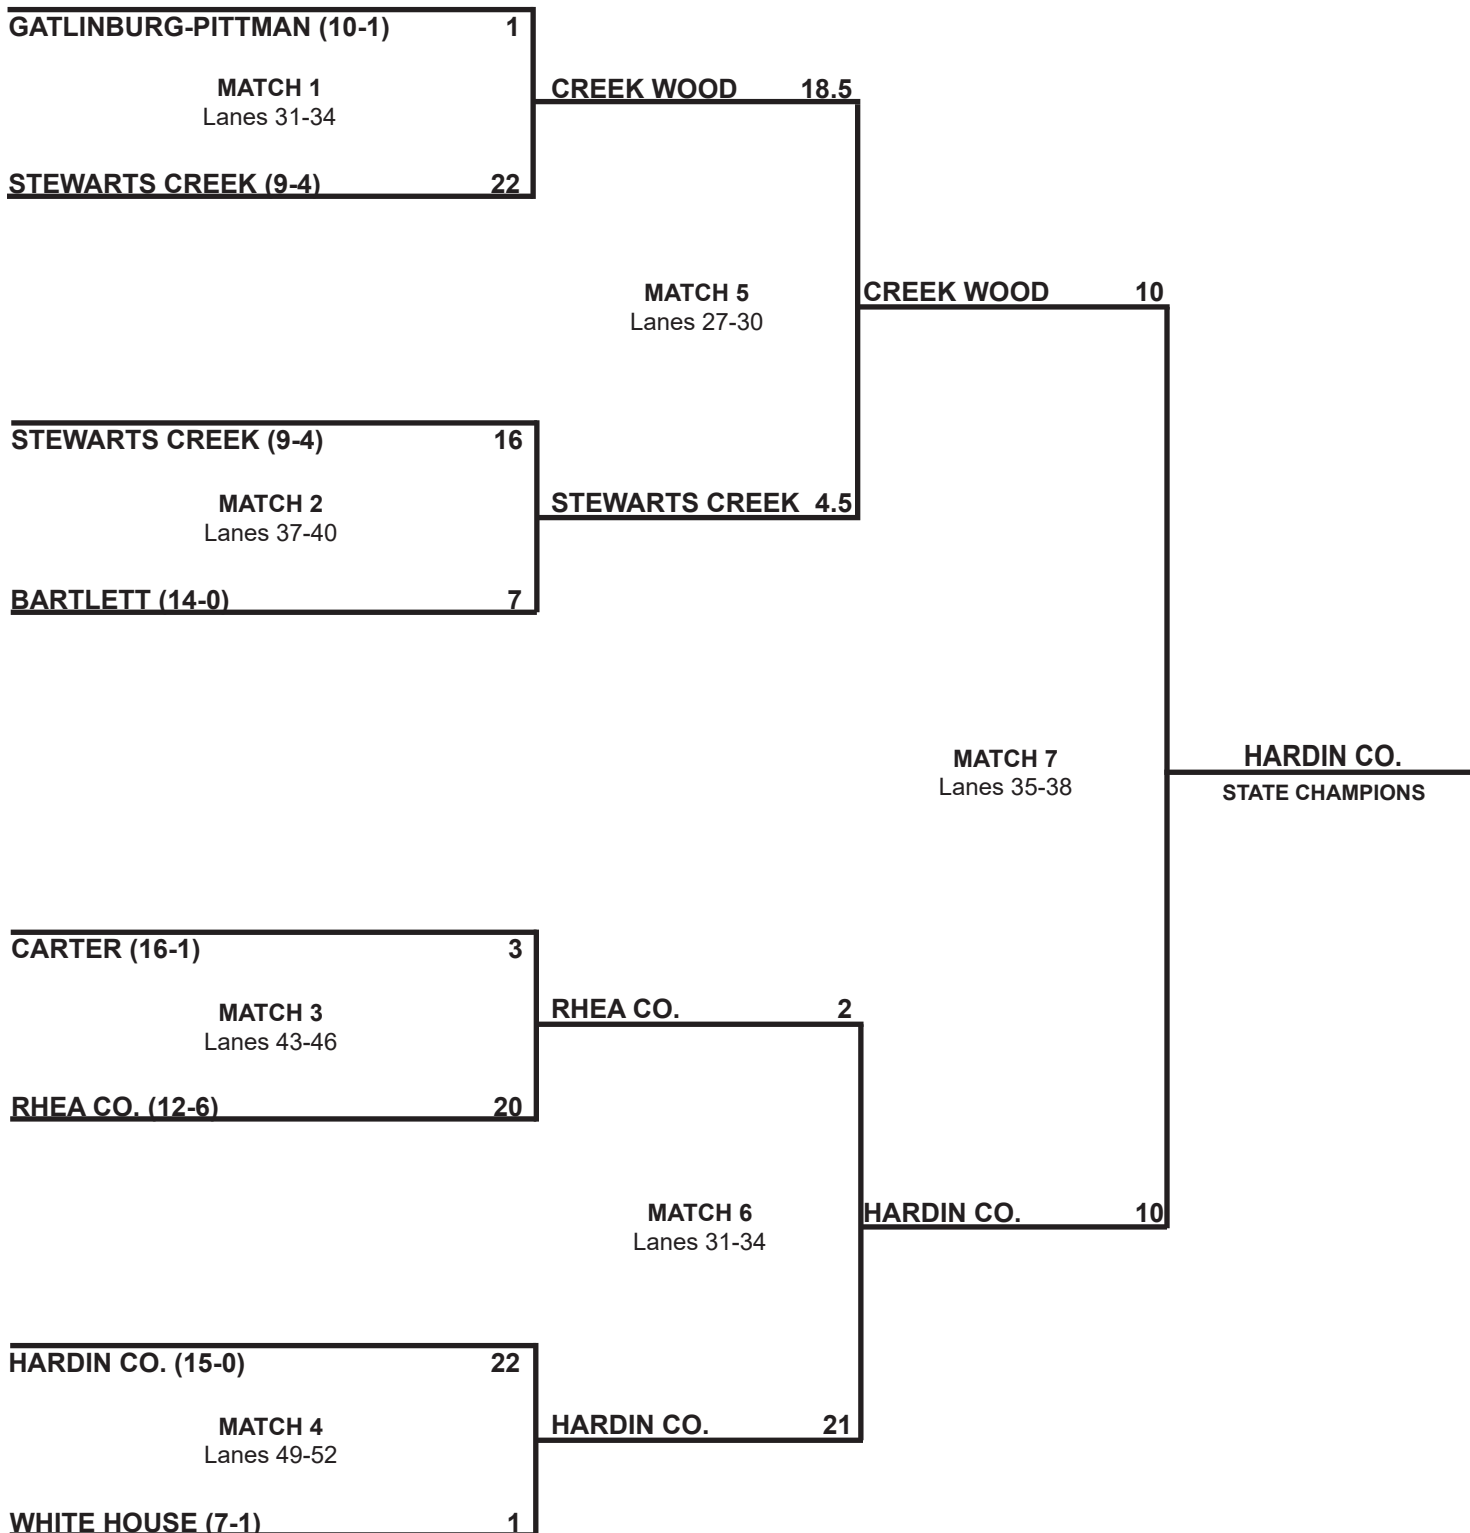 GATLINBURG-PITTMAN (10-1) 1
MATCH 1
Lanes 31-34
STEWARTS CREEK (9-4) 22
CREEK WOOD 18.5
MATCH 5
Lanes 27-30
STEWARTS CREEK (9-4) 16
MATCH 2
Lanes 37-40
BARTLETT (14-0) 7
STEWARTS CREEK 4.5
CREEK WOOD 10
MATCH 7
Lanes 35-38
HARDIN CO.
STATE CHAMPIONS
CARTER (16-1) 3
MATCH 3
Lanes 43-46
RHEA CO. (12-6) 20
RHEA CO. 2
MATCH 6
Lanes 31-34
HARDIN CO. 10
HARDIN CO. (15-0) 22
MATCH 4
Lanes 49-52
WHITE HOUSE (7-1) 1
HARDIN CO. 21